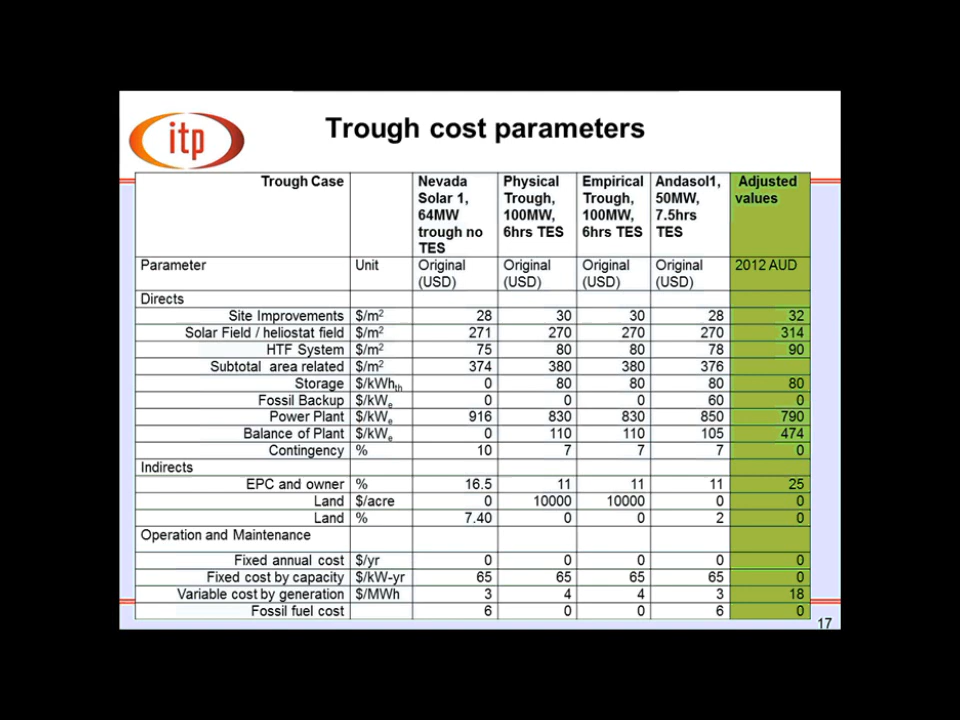 itp
Trough cost parameters
Trough Case Nevada Solar 1, 64MW trough no TES Physical Trough, 100MW, 6hrs TES Empirical Trough, 100MW, 6hrs TES Andasol1, 50MW, 7.5hrs TES Adjusted values
Parameter Unit Original (USD) Original (USD) Original (USD) Original (USD) 2012 AUD
Directs
Site Improvements $/m² 28 30 30 28 32
Solar Field / heliostat field $/m² 271 270 270 270 314
HTF System $/m² 75 80 80 78 90
Subtotal area related $/m² 374 380 380 376
Storage $/kWhth 0 80 80 80 80
Fossil Backup $/kWe 0 0 0 60 0
Power Plant $/kWe 916 830 830 850 790
Balance of Plant $/kWe 0 110 110 105 474
Contingency % 10 7 7 7 0
Indirects
EPC and owner % 16.5 11 11 11 25
Land $/acre 0 10000 10000 0 0
Land % 7.40 0 0 2 0
Operation and Maintenance
Fixed annual cost $/yr 0 0 0 0 0
Fixed cost by capacity $/kW-yr 65 65 65 65 0
Variable cost by generation $/MWh 3 4 4 3 18
Fossil fuel cost 6 0 0 6 0
17